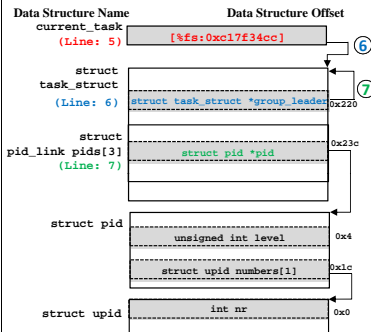 Data Structure Name Data Structure Offset
current_task
(Line: 5)
[%fs:0xc17f34cc]
6
struct
task_struct
(Line: 6)
struct task_struct *group_leader
0x220
7
struct
pid_link pids[3]
(Line: 7)
struct pid *pid
0x23c
struct pid
unsigned int level
0x4
struct upid numbers[1]
0x1c
struct upid
int nr
0x0